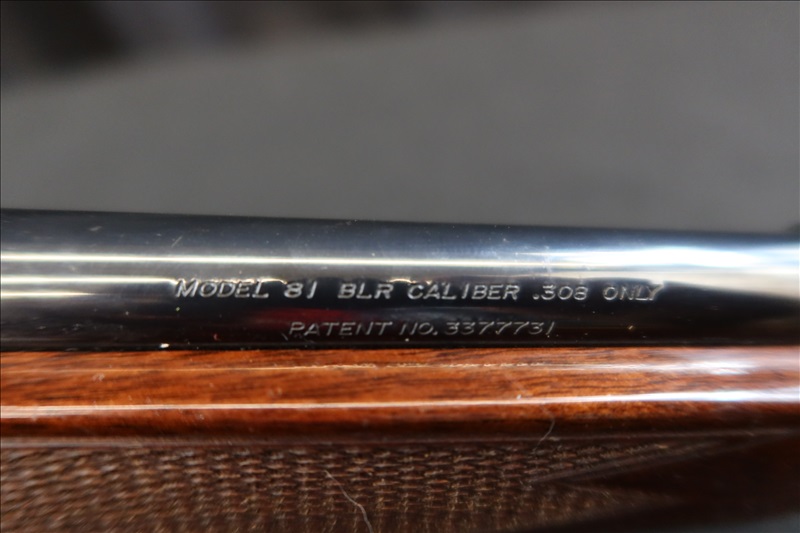 MODEL 81 BLR CALIBER .308 ONLY
PATENT NO. 3377731